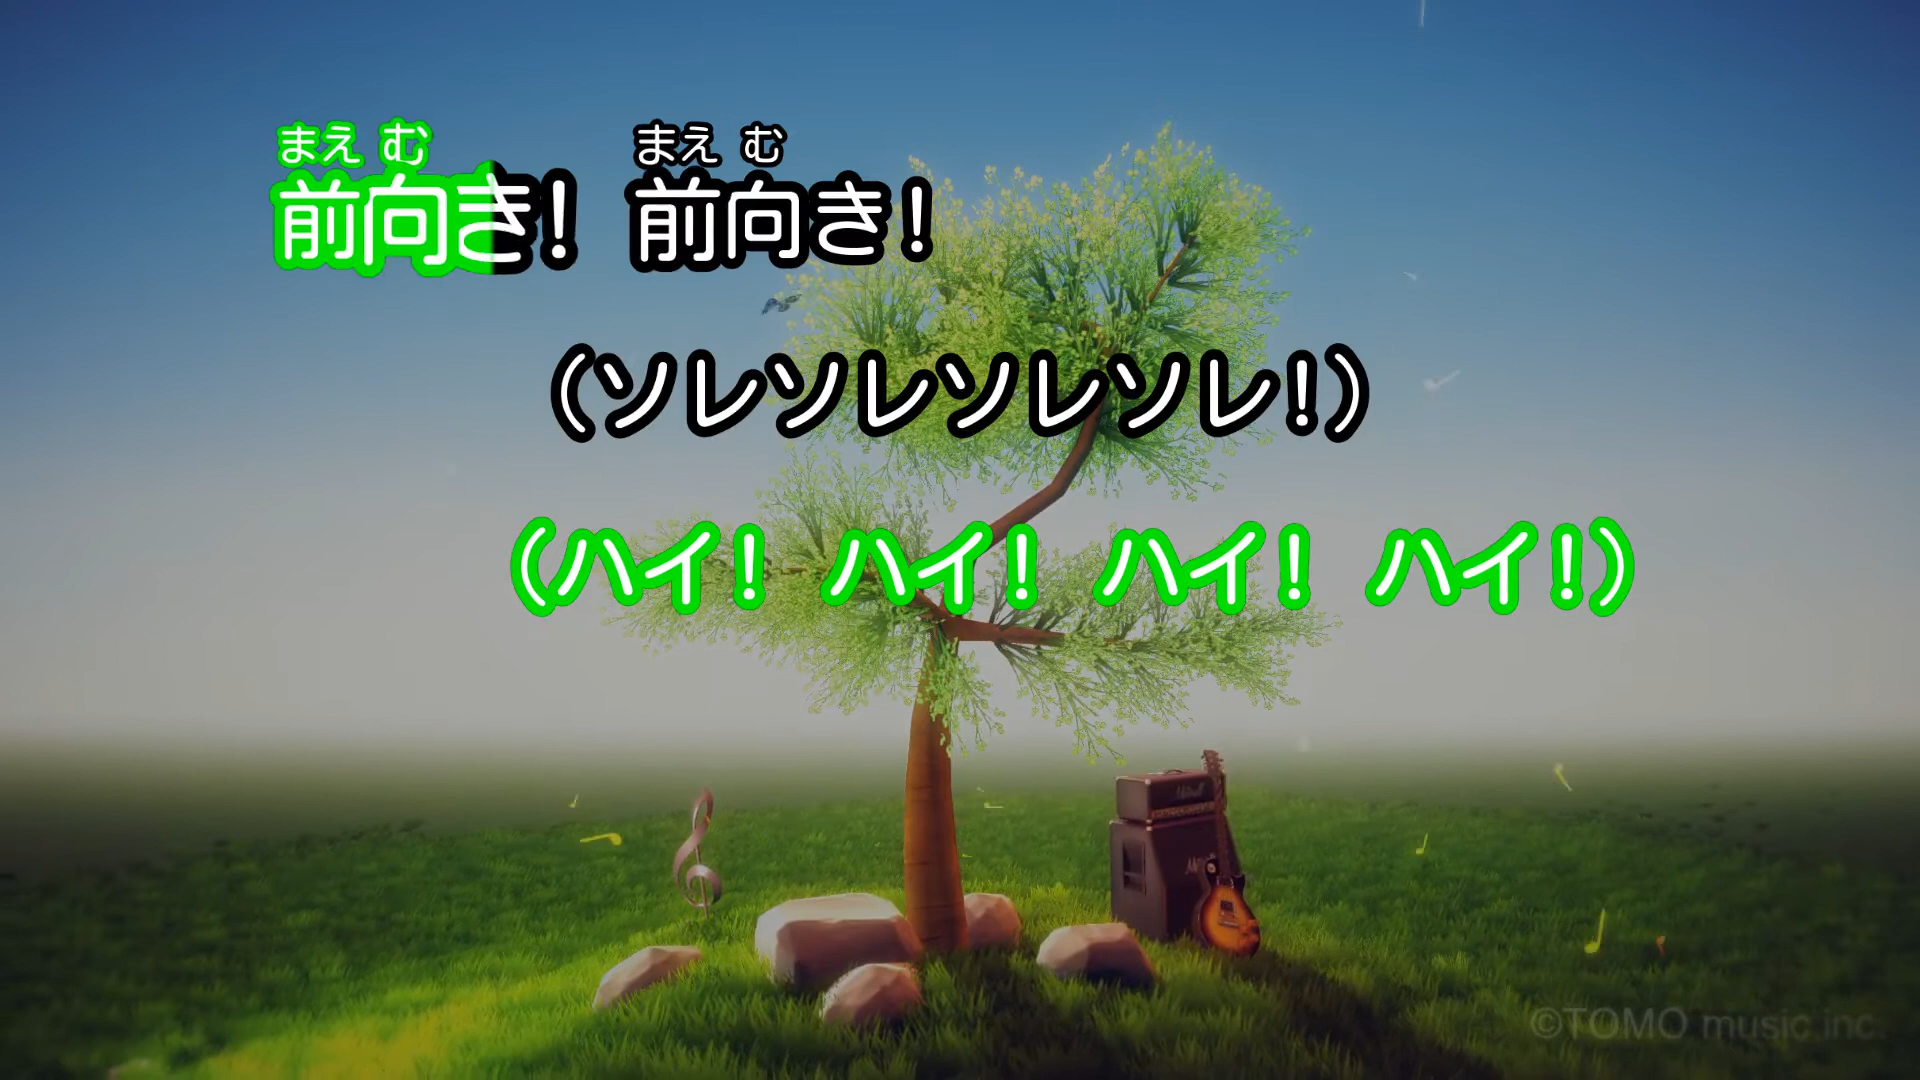 まえ む まえ む
前向き! 前向き!
(ソレソレソレソレ!)
(ハイ! ハイ! ハイ! ハイ!)
©TOMO music.inc